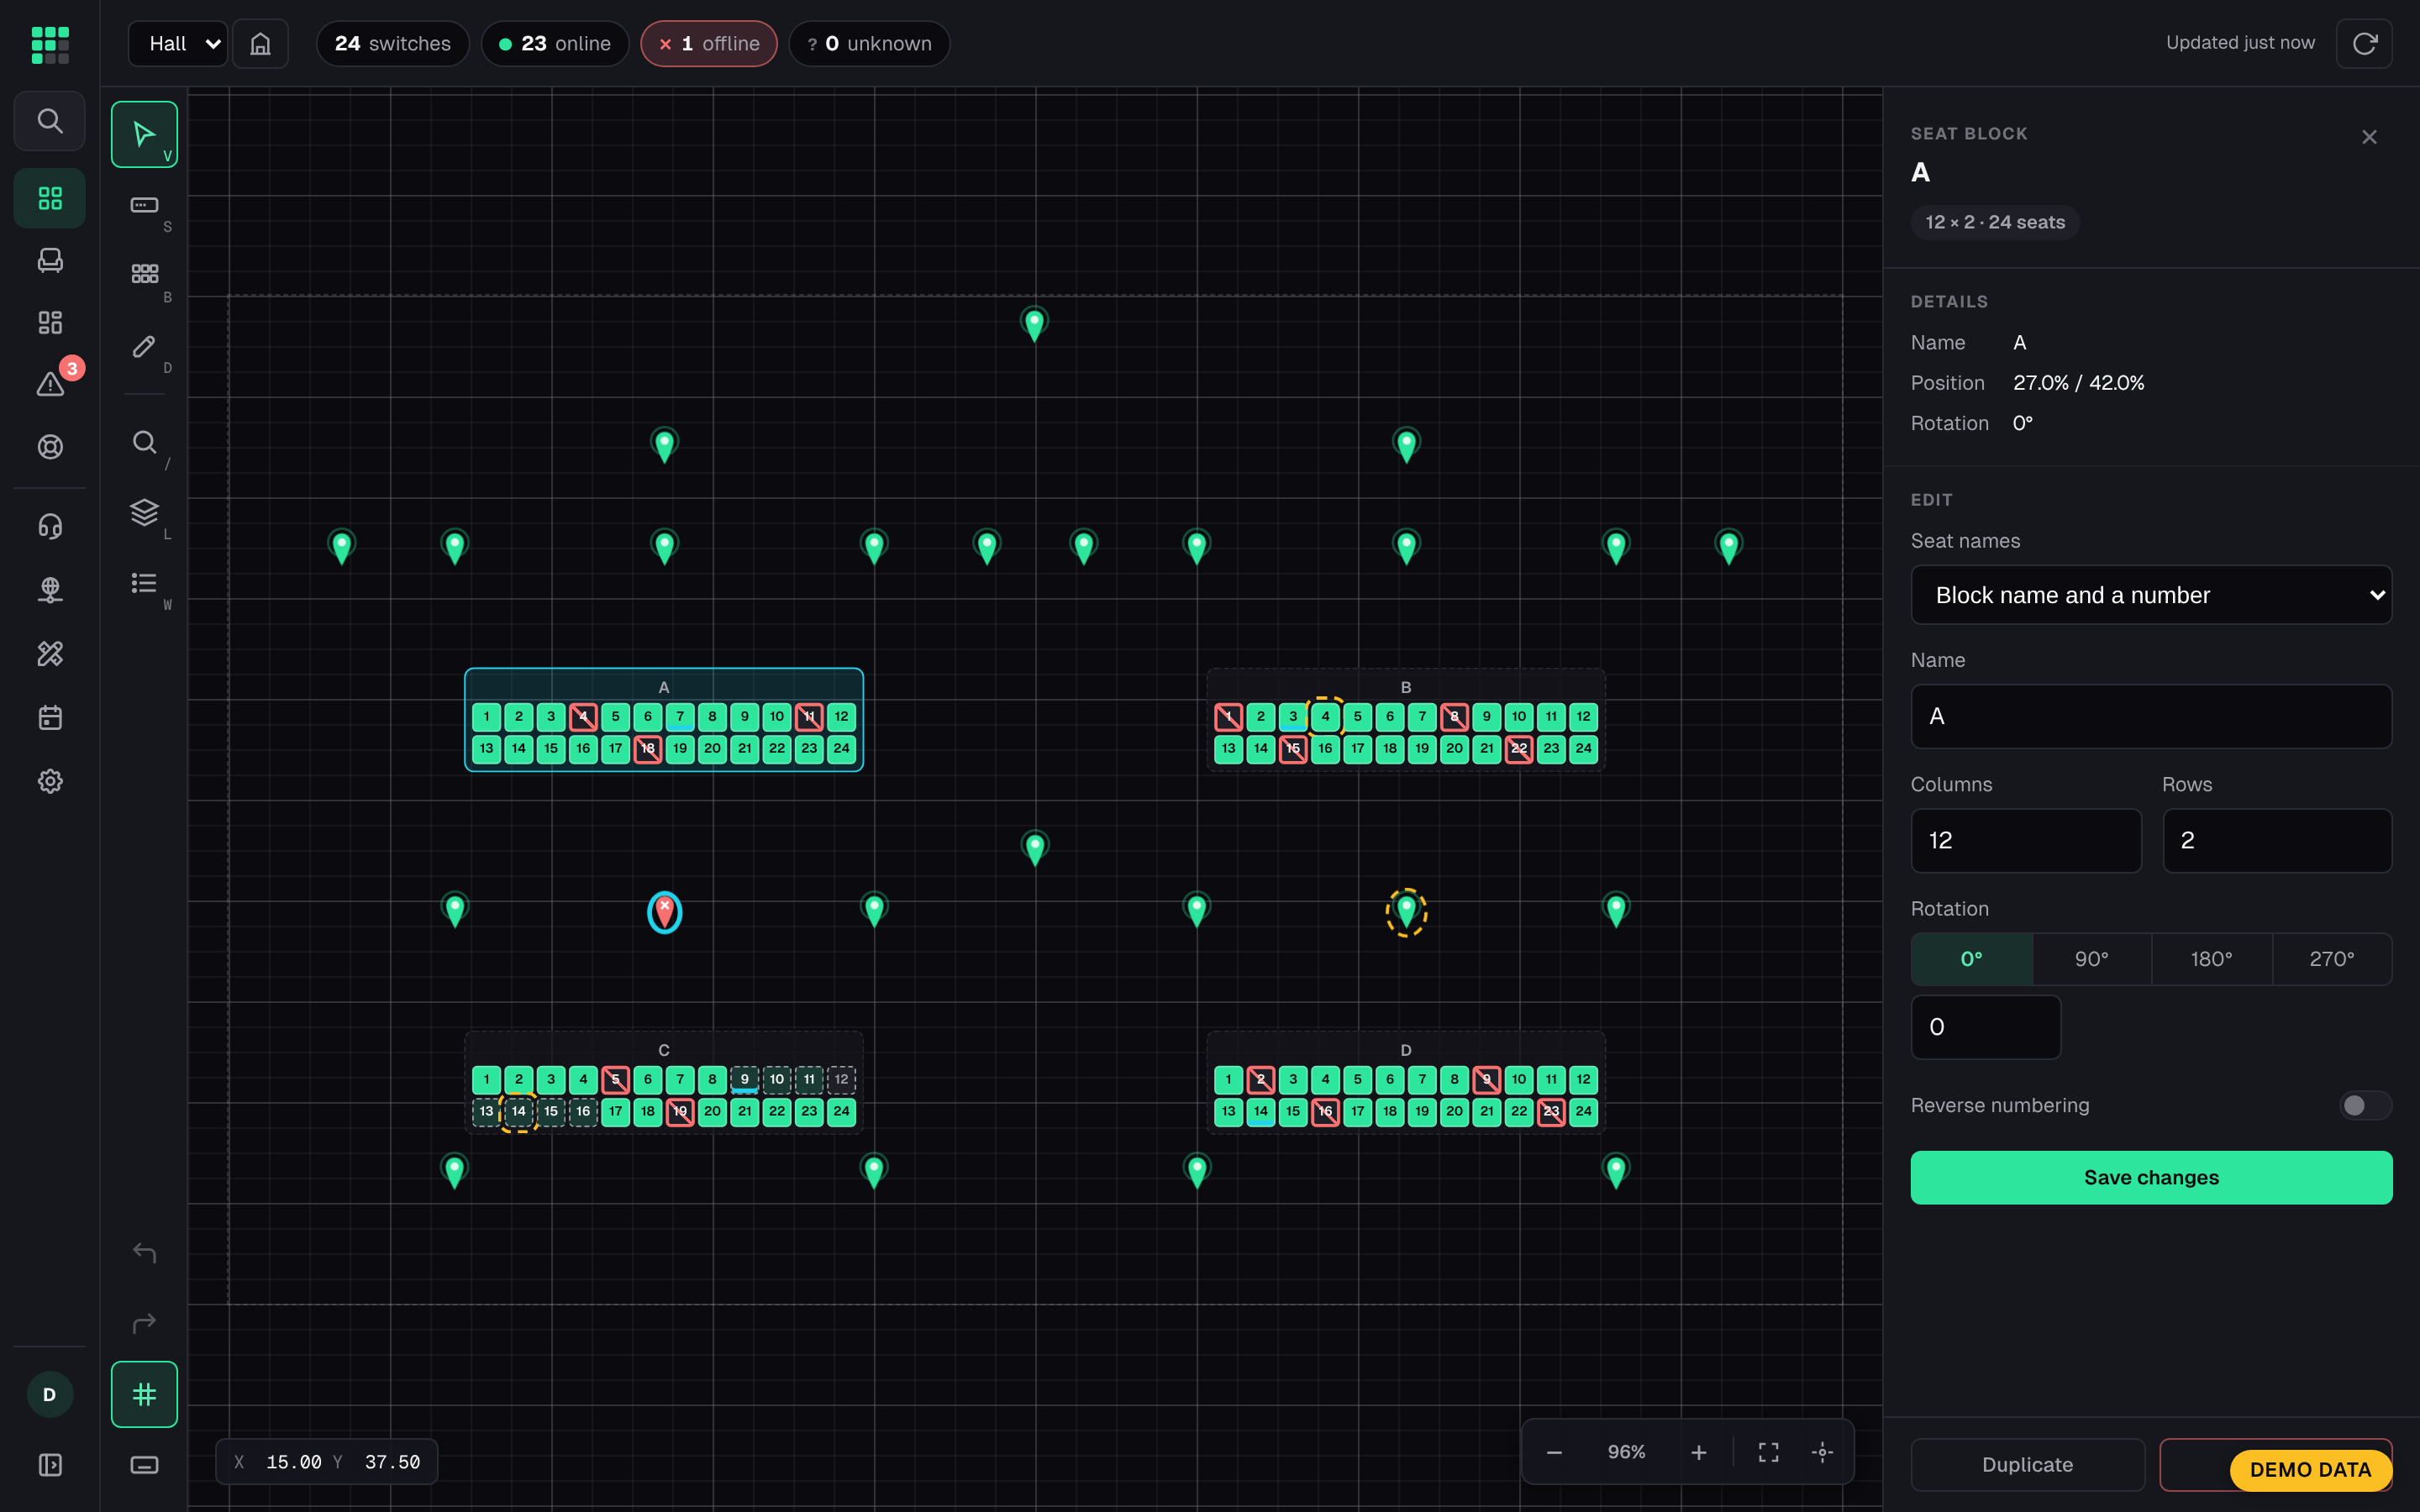 Hall
24 switches
23 online
× 1 offline
? 0 unknown
Updated just now
3
D
V
S
B
D
/
L
W
A
1 2 3 4 5 6 7 8 9 10 11 12
13 14 15 16 17 18 19 20 21 22 23 24
B
1 2 3 4 5 6 7 8 9 10 11 12
13 14 15 16 17 18 19 20 21 22 23 24
C
1 2 3 4 5 6 7 8 9 10 11 12
13 14 15 16 17 18 19 20 21 22 23 24
D
1 2 3 4 5 6 7 8 9 10 11 12
13 14 15 16 17 18 19 20 21 22 23 24
X 15.00 Y 37.50
96%
SEAT BLOCK
A
12 × 2 · 24 seats
DETAILS
Name A
Position 27.0% / 42.0%
Rotation 0°
EDIT
Seat names
Block name and a number
Name
A
Columns Rows
12 2
Rotation
0° 90° 180° 270°
0
Reverse numbering
Save changes
Duplicate
DEMO DATA